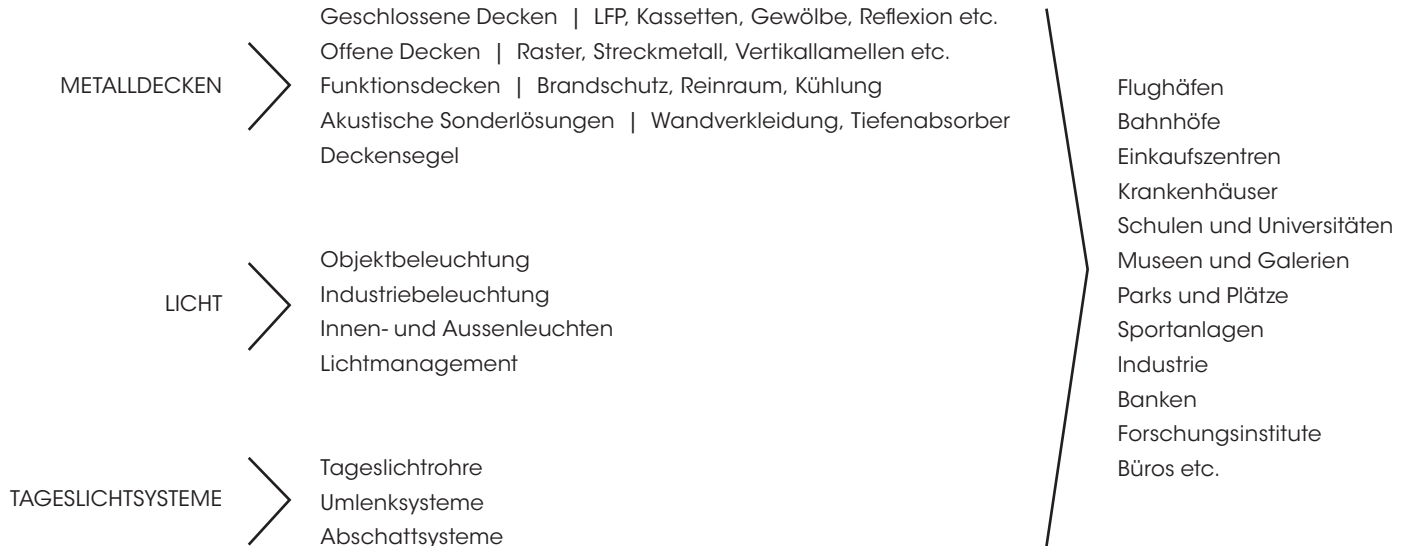 METALLDECKEN
Geschlossene Decken | LFP, Kassetten, Gewölbe, Reflexion etc.
Offene Decken | Raster, Streckmetall, Vertikallamellen etc.
Funktionsdecken | Brandschutz, Reinraum, Kühlung
Akustische Sonderlösungen | Wandverkleidung, Tiefenabsorber
Deckensegel
LICHT
Objektbeleuchtung
Industriebeleuchtung
Innen- und Aussenleuchten
Lichtmanagement
TAGESLICHTSYSTEME
Tageslichtrohre
Umlenksysteme
Abschattsysteme
Flughäfen
Bahnhöfe
Einkaufszentren
Krankenhäuser
Schulen und Universitäten
Museen und Galerien
Parks und Plätze
Sportanlagen
Industrie
Banken
Forschungsinstitute
Büros etc.